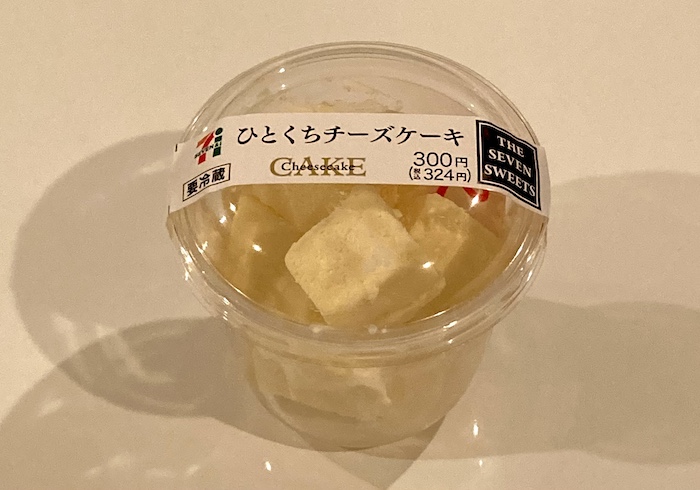 ひとくちチーズケーキ
CAKE
Cheesecake
300円
(税込324円)
要冷蔵
THE
SEVEN
SWEETS